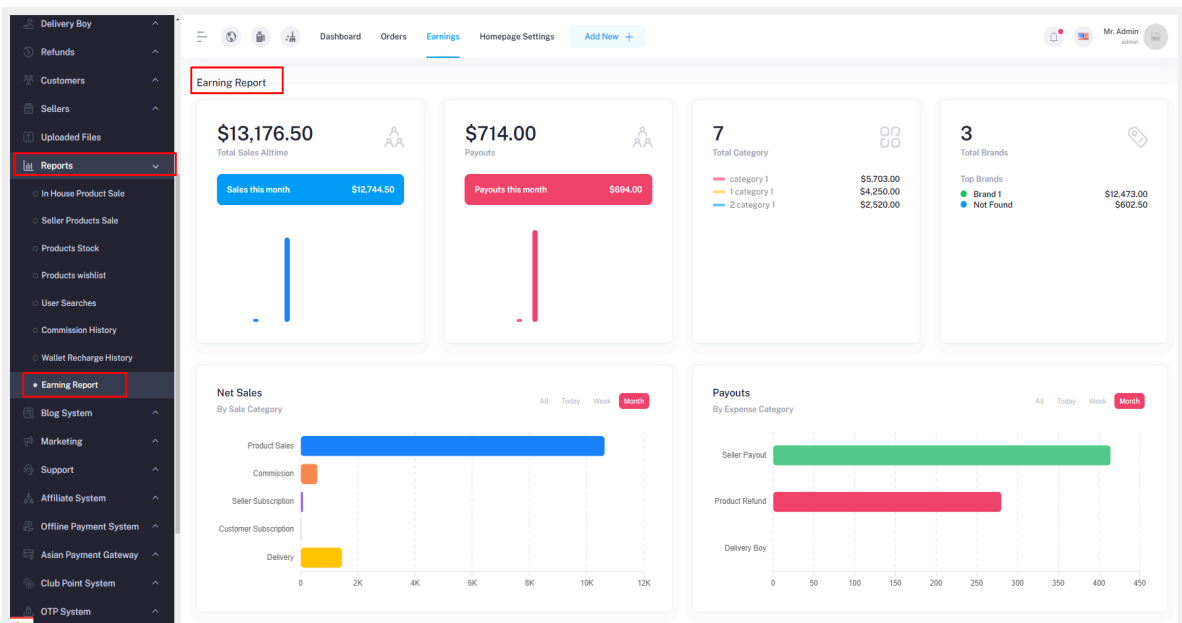 Delivery Boy
Refunds
Customers
Sellers
Uploaded Files
Reports
In House Product Sale
Seller Products Sale
Products Stock
Products wishlist
User Searches
Commission History
Wallet Recharge History
Earning Report
Blog System
Marketing
Support
Affiliate System
Offline Payment System
Asian Payment Gateway
Club Point System
OTP System
Dashboard Orders Earnings Homepage Settings Add New +
Mr. Admin
admin
Earning Report
$13,176.50
Total Sales Alltime
Sales this month $12,744.50
$714.00
Payouts
Payouts this month $694.00
7
Total Category
category 1 $5,703.00
1 category 1 $4,250.00
2 category 1 $2,520.00
3
Total Brands
Top Brands
Brand 1 $12,473.00
Not Found $602.50
Net Sales
By Sale Category
All Today Week Month
Product Sales
Commission
Seller Subscription
Customer Subscription
Delivery
0 2K 4K 6K 8K 10K 12K
Payouts
By Expense Category
All Today Week Month
Seller Payout
Product Refund
Delivery Boy
0 50 100 150 200 250 300 350 400 450